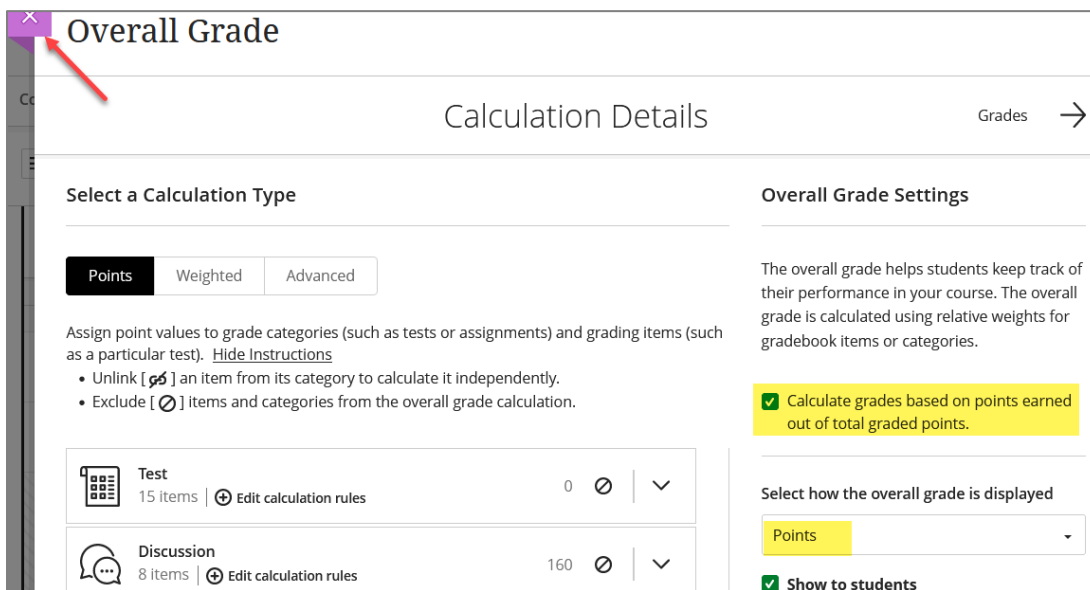 Overall Grade
Calculation Details
Grades
Select a Calculation Type
Points Weighted Advanced
Assign point values to grade categories (such as tests or assignments) and grading items (such
as a particular test). Hide Instructions
• Unlink [ ] an item from its category to calculate it independently.
• Exclude [ ] items and categories from the overall grade calculation.
Test
15 items | Edit calculation rules
0
Discussion
8 items | Edit calculation rules
160
Overall Grade Settings
The overall grade helps students keep track of
their performance in your course. The overall
grade is calculated using relative weights for
gradebook items or categories.
Calculate grades based on points earned
out of total graded points.
Select how the overall grade is displayed
Points
Show to students